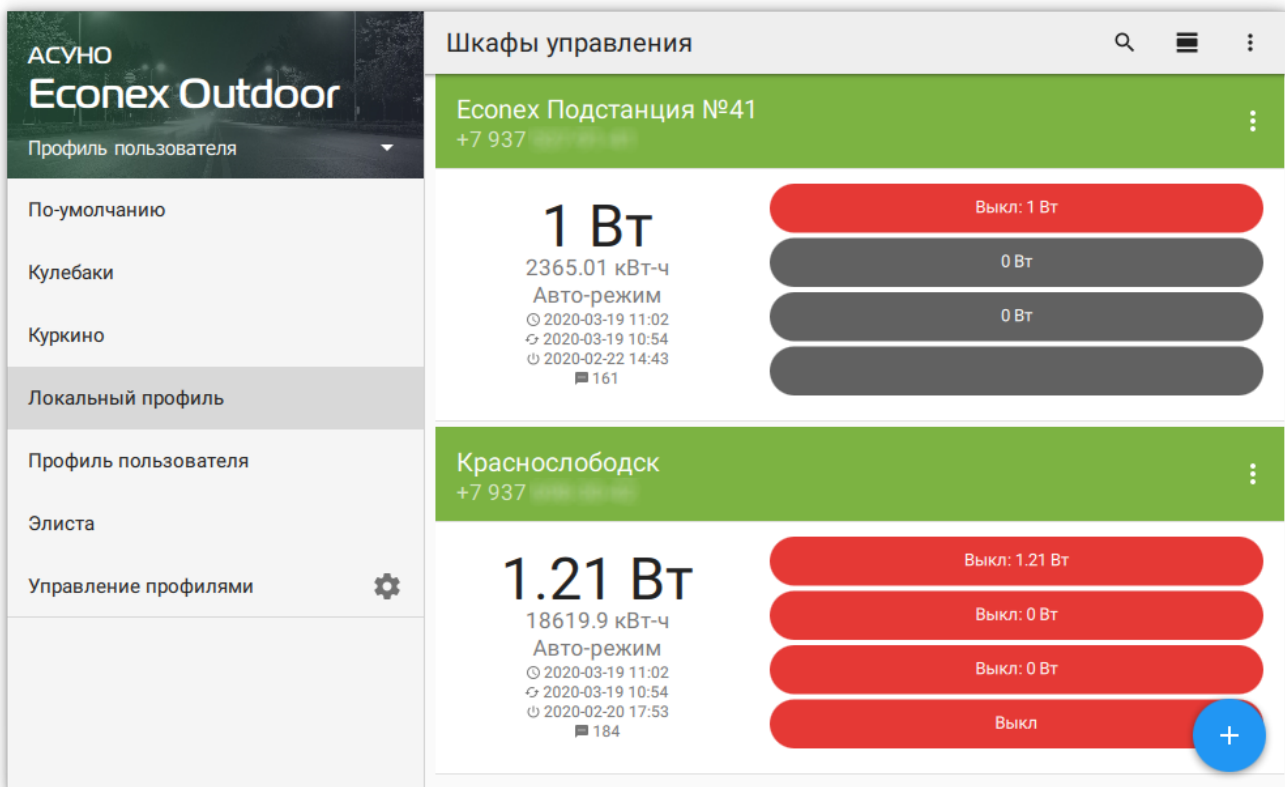 АСУНО
Econex Outdoor
Профиль пользователя
По-умолчанию
Кулебаки
Куркино
Локальный профиль
Профиль пользователя
Элиста
Управление профилями
Шкафы управления
Econex Подстанция №41
+7 937
1 Вт
2365.01 кВт-ч
Авто-режим
2020-03-19 11:02
2020-03-19 10:54
2020-02-22 14:43
161
Выкл: 1 Вт
0 Вт
0 Вт
Краснослободск
+7 937
1.21 Вт
18619.9 кВт-ч
Авто-режим
2020-03-19 11:02
2020-03-19 10:54
2020-02-20 17:53
184
Выкл: 1.21 Вт
Выкл: 0 Вт
Выкл: 0 Вт
Выкл